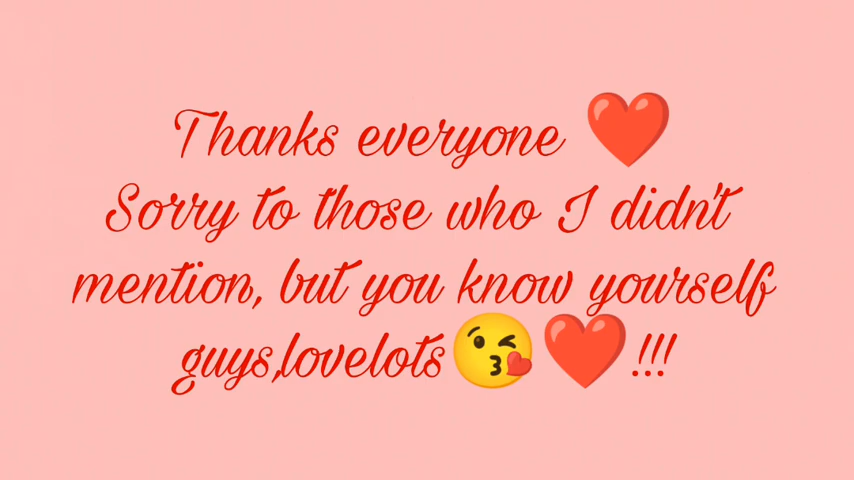 Thanks everyone ❤️
Sorry to those who I didn't
mention, but you know yourself
guys,lovelots😘❤️!!!